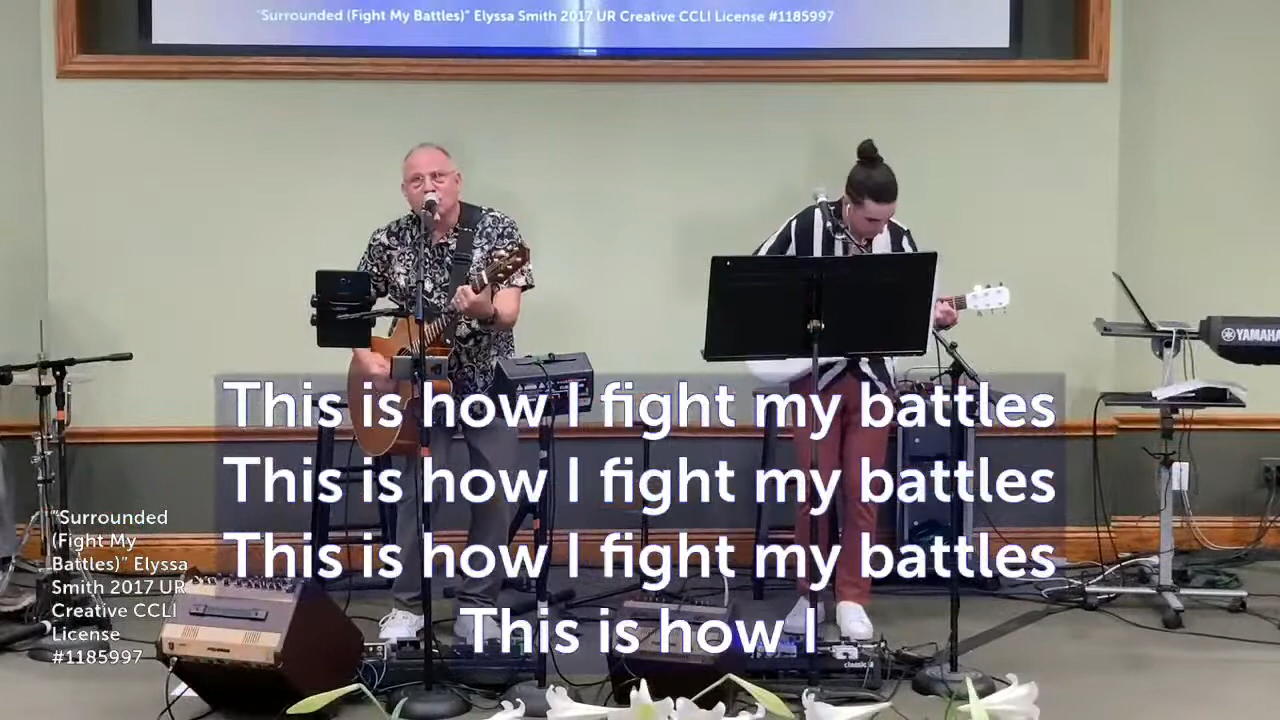 "Surrounded (Fight My Battles)" Elyssa Smith 2017 UR Creative CCLI License #1185997
YAMAHA
This is how I fight my battles
This is how I fight my battles
This is how I fight my battles
This is how I
"Surrounded
(Fight My
Battles)" Elyssa
Smith 2017 UR
Creative CCLI
License
#1185997
classic